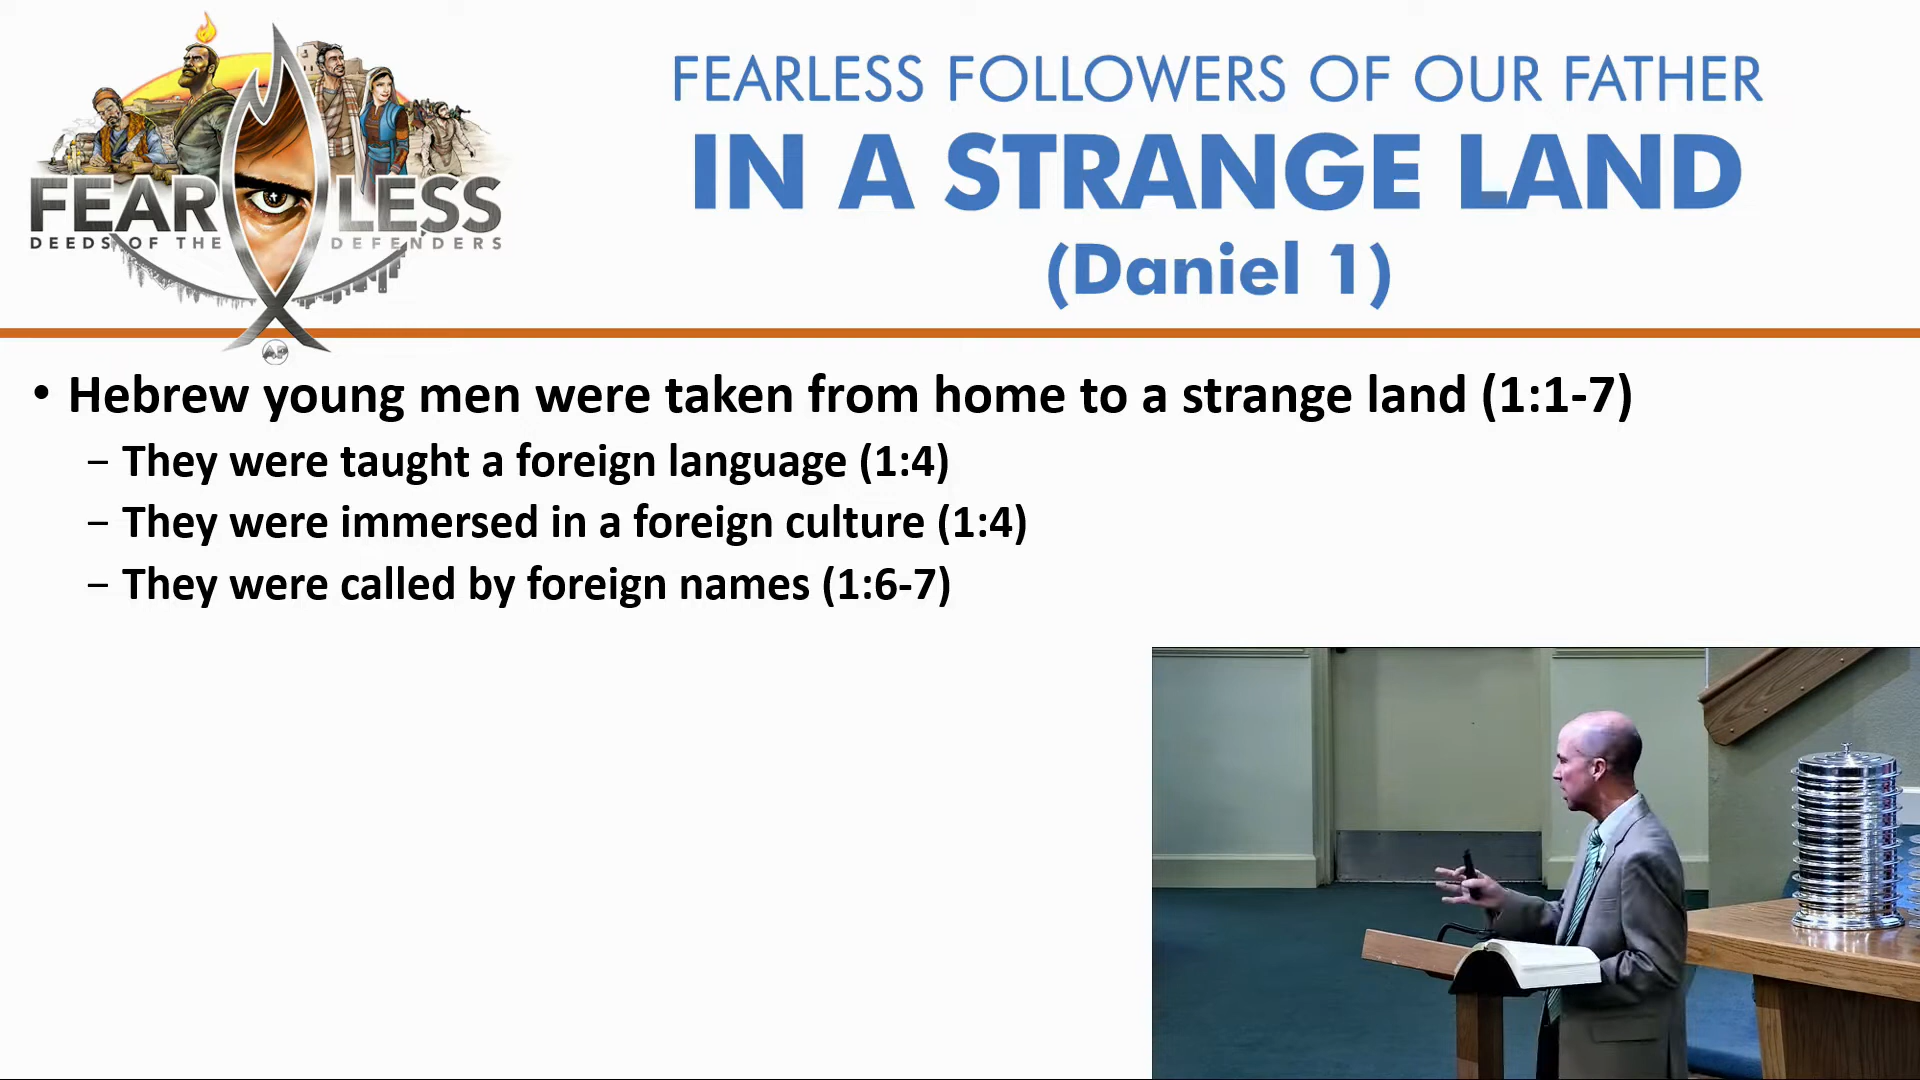 FEARLESS
DEEDS OF THE DEFENDERS
A.P.
FEARLESS FOLLOWERS OF OUR FATHER
IN A STRANGE LAND
(Daniel 1)
• Hebrew young men were taken from home to a strange land (1:1-7)
– They were taught a foreign language (1:4)
– They were immersed in a foreign culture (1:4)
– They were called by foreign names (1:6-7)